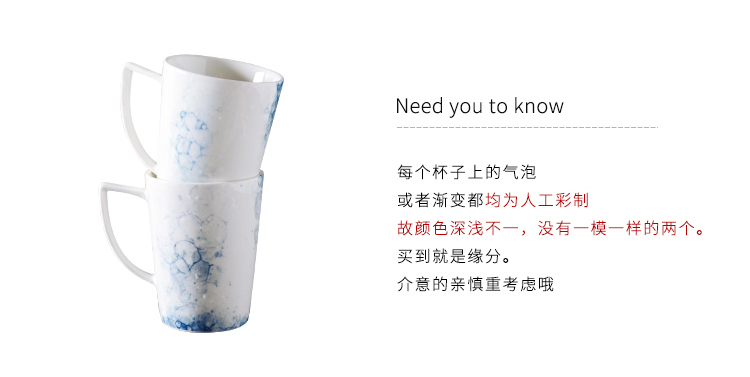 Need you to know
每个杯子上的气泡
或者渐变都均为人工彩制
故颜色深浅不一，没有一模一样的两个。
买到就是缘分。
介意的亲慎重考虑哦